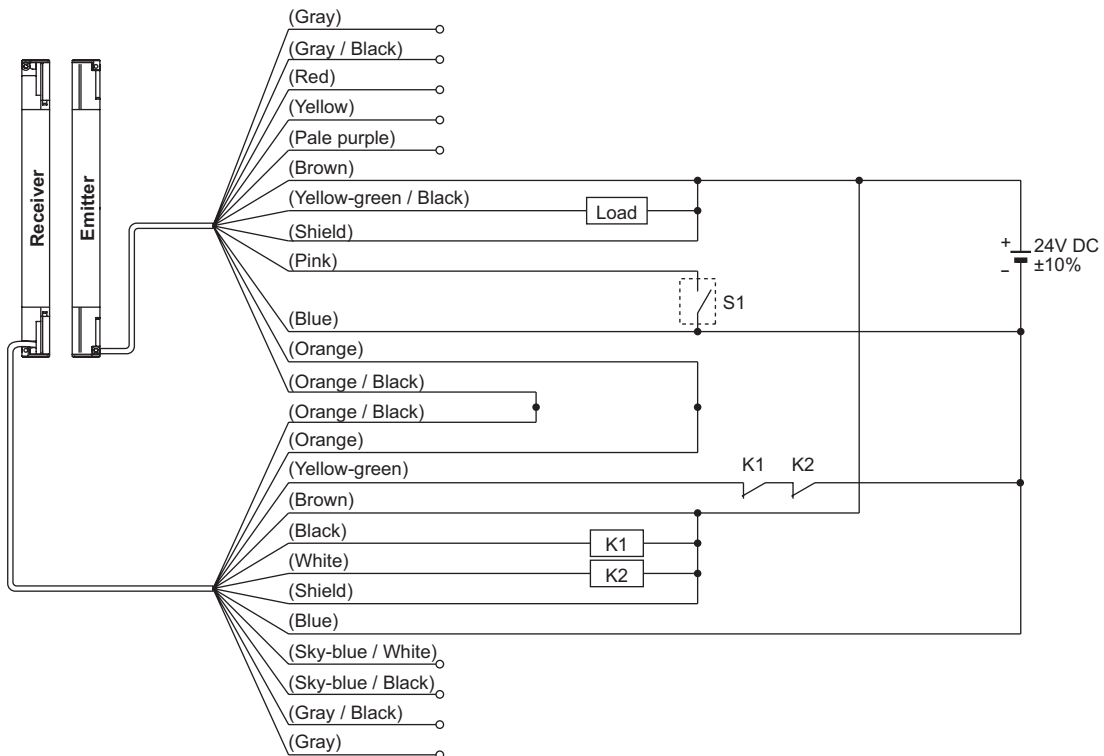 Receiver
Emitter
(Gray)
(Gray / Black)
(Red)
(Yellow)
(Pale purple)
(Brown)
(Yellow-green / Black)
Load
(Shield)
(Pink)
S1
(Blue)
+
24V DC
−
±10%
(Orange)
(Orange / Black)
(Orange / Black)
(Orange)
(Yellow-green)
K1 K2
(Brown)
(Black)
K1
(White)
K2
(Shield)
(Blue)
(Sky-blue / White)
(Sky-blue / Black)
(Gray / Black)
(Gray)